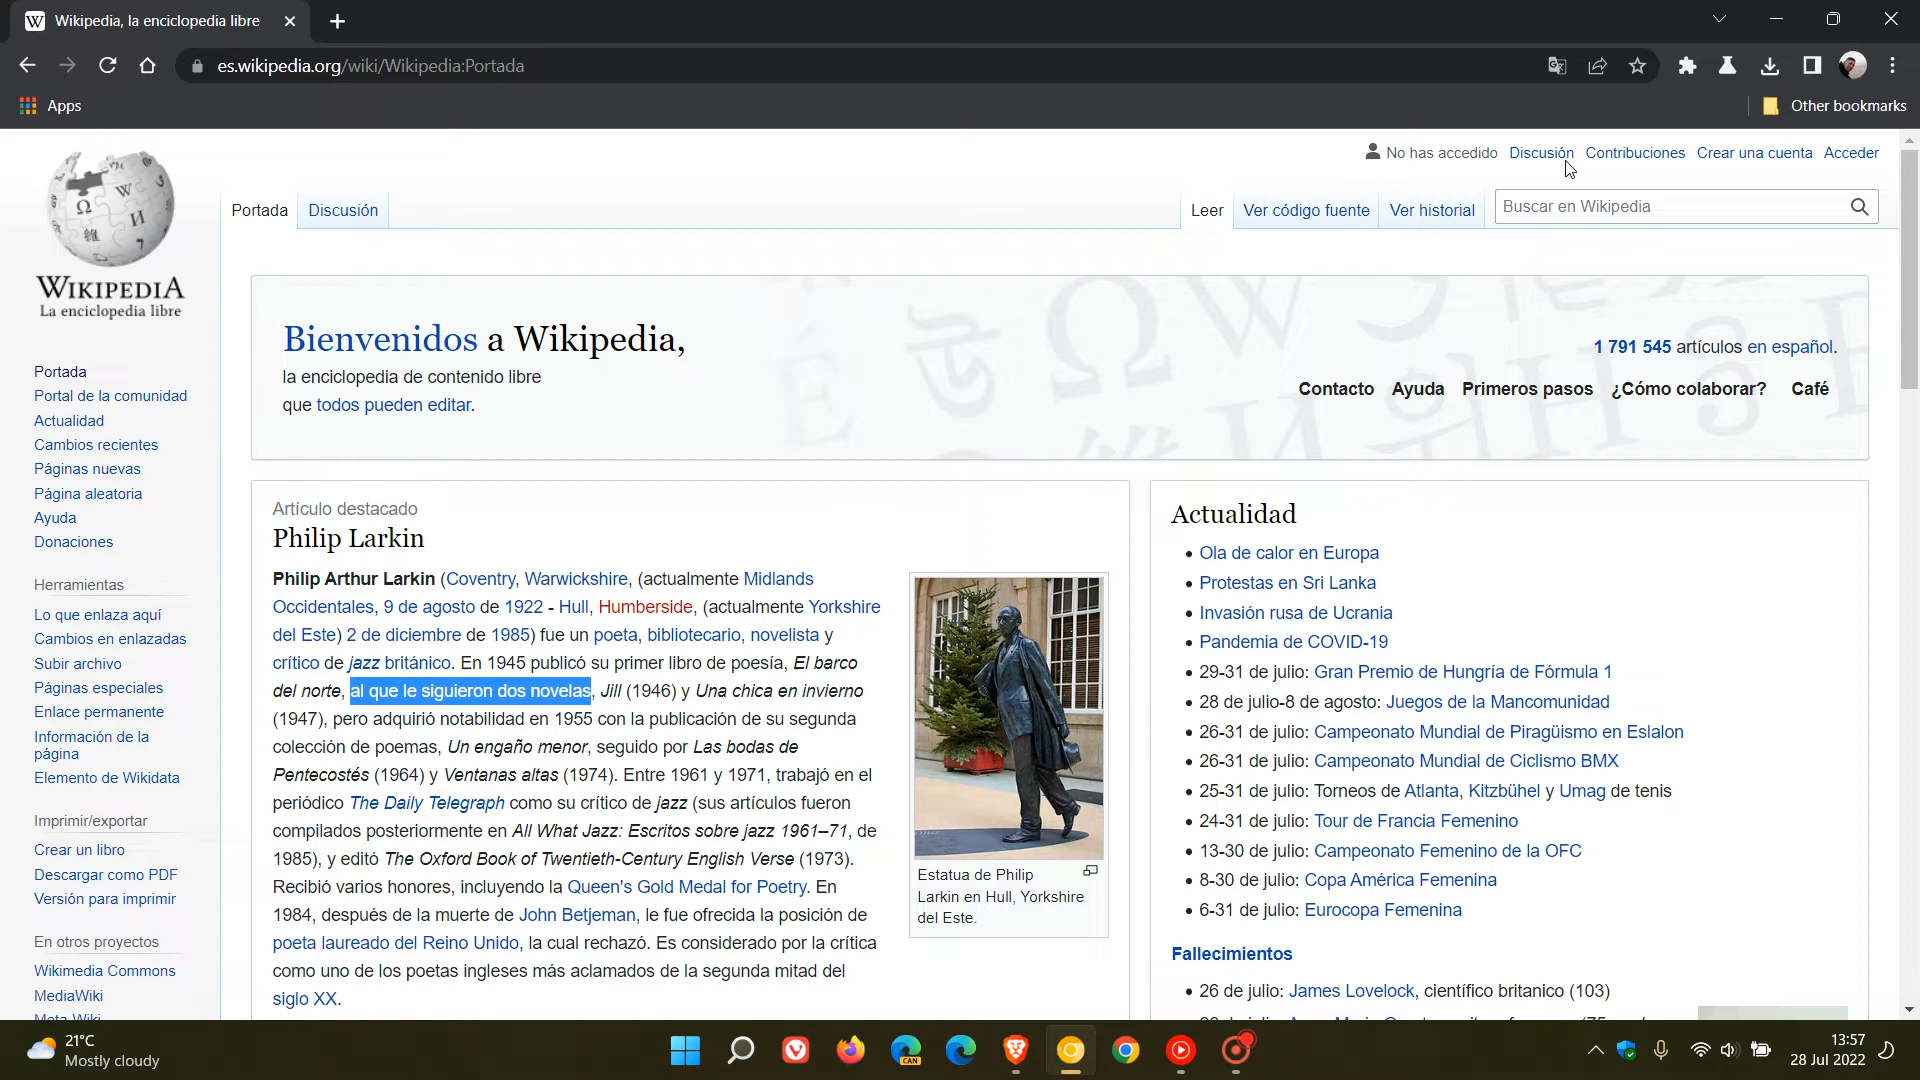 Wikipedia, la enciclopedia libre
es.wikipedia.org/wiki/Wikipedia:Portada
Apps
Other bookmarks
No has accedido Discusión Contribuciones Crear una cuenta Acceder
Portada Discusión Leer Ver código fuente Ver historial Buscar en Wikipedia
WIKIPEDIA
La enciclopedia libre
Portada
Portal de la comunidad
Actualidad
Cambios recientes
Páginas nuevas
Página aleatoria
Ayuda
Donaciones
Herramientas
Lo que enlaza aquí
Cambios en enlazadas
Subir archivo
Páginas especiales
Enlace permanente
Información de la
página
Elemento de Wikidata
Imprimir/exportar
Crear un libro
Descargar como PDF
Versión para imprimir
En otros proyectos
Wikimedia Commons
MediaWiki
Meta-Wiki
Bienvenidos a Wikipedia,
la enciclopedia de contenido libre
que todos pueden editar.
1 791 545 artículos en español.
Contacto Ayuda Primeros pasos ¿Cómo colaborar? Café
Artículo destacado
Philip Larkin
Philip Arthur Larkin (Coventry, Warwickshire, (actualmente Midlands
Occidentales, 9 de agosto de 1922 - Hull, Humberside, (actualmente Yorkshire
del Este) 2 de diciembre de 1985) fue un poeta, bibliotecario, novelista y
crítico de jazz británico. En 1945 publicó su primer libro de poesía, El barco
del norte, al que le siguieron dos novelas, Jill (1946) y Una chica en invierno
(1947), pero adquirió notabilidad en 1955 con la publicación de su segunda
colección de poemas, Un engaño menor, seguido por Las bodas de
Pentecostés (1964) y Ventanas altas (1974). Entre 1961 y 1971, trabajó en el
periódico The Daily Telegraph como su crítico de jazz (sus artículos fueron
compilados posteriormente en All What Jazz: Escritos sobre jazz 1961–71, de
1985), y editó The Oxford Book of Twentieth-Century English Verse (1973).
Recibió varios honores, incluyendo la Queen's Gold Medal for Poetry. En
1984, después de la muerte de John Betjeman, le fue ofrecida la posición de
poeta laureado del Reino Unido, la cual rechazó. Es considerado por la crítica
como uno de los poetas ingleses más aclamados de la segunda mitad del
siglo XX.
Estatua de Philip
Larkin en Hull, Yorkshire
del Este.
Actualidad
Ola de calor en Europa
Protestas en Sri Lanka
Invasión rusa de Ucrania
Pandemia de COVID-19
29-31 de julio: Gran Premio de Hungría de Fórmula 1
28 de julio-8 de agosto: Juegos de la Mancomunidad
26-31 de julio: Campeonato Mundial de Piragüismo en Eslalon
26-31 de julio: Campeonato Mundial de Ciclismo BMX
25-31 de julio: Torneos de Atlanta, Kitzbühel y Umag de tenis
24-31 de julio: Tour de Francia Femenino
13-30 de julio: Campeonato Femenino de la OFC
8-30 de julio: Copa América Femenina
6-31 de julio: Eurocopa Femenina
Fallecimientos
26 de julio: James Lovelock, científico britanico (103)
21°C
Mostly cloudy
CAN
13:57
28 Jul 2022